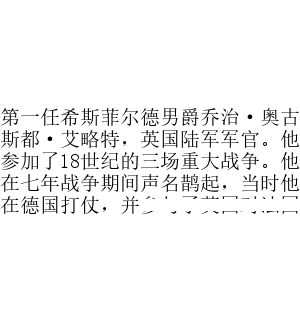 第一任希斯菲尔德男爵乔治·奥古
斯都·艾略特，英国陆军军官。他
参加了18世纪的三场重大战争。他
在七年战争期间声名鹊起，当时他
在德国打仗，并